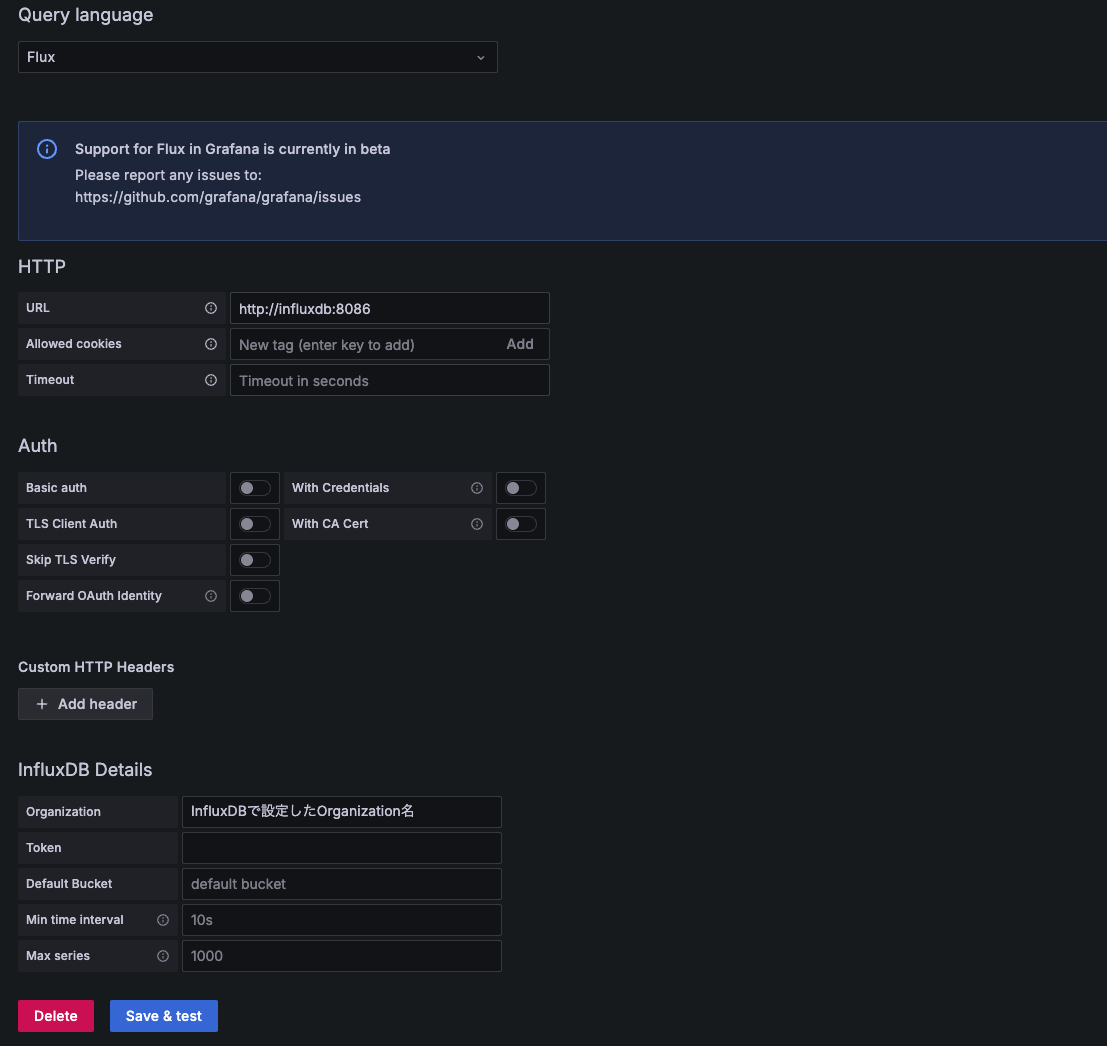 Query language
Flux
Support for Flux in Grafana is currently in beta
Please report any issues to:
https://github.com/grafana/grafana/issues
HTTP
URL
http://influxdb:8086
Allowed cookies
New tag (enter key to add)
Add
Timeout
Timeout in seconds
Auth
Basic auth
With Credentials
TLS Client Auth
With CA Cert
Skip TLS Verify
Forward OAuth Identity
Custom HTTP Headers
+ Add header
InfluxDB Details
Organization
InfluxDBで設定したOrganization名
Token
Default Bucket
default bucket
Min time interval
10s
Max series
1000
Delete
Save & test